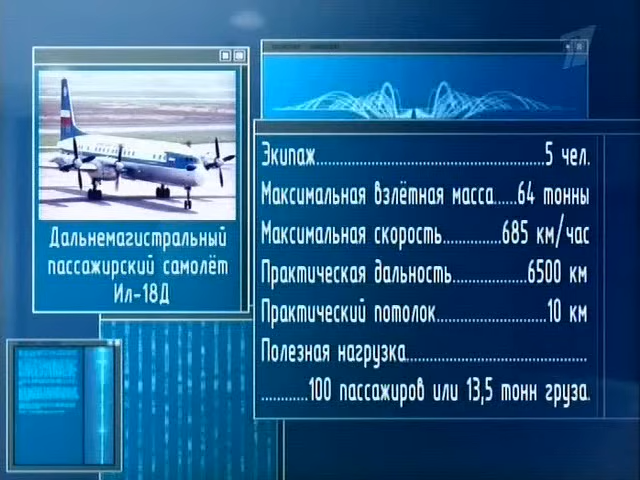 Дальнемагистральный
пассажирский самолёт
Ил-18Д
Экипаж.............................................5 чел.
Максимальная взлётная масса......64 тонны
Максимальная скорость...............685 км/час
Практическая дальность...................6500 км
Практический потолок............................10 км
Полезная нагрузка...............................................
............100 пассажиров или 13,5 тонн груза.